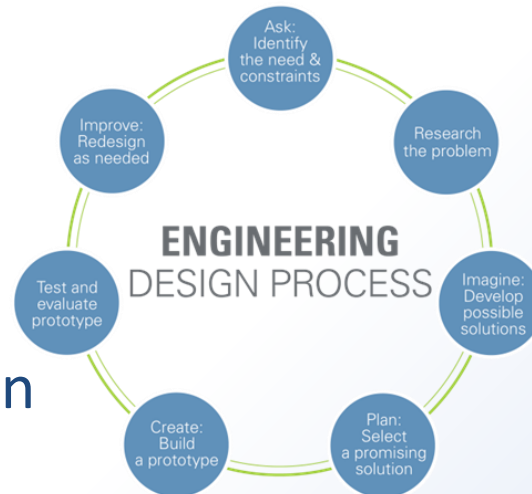 Ask:
Identify
the need &
constraints
Research
the problem
Imagine:
Develop
possible
solutions
Plan:
Select
a promising
solution
Create:
Build
a prototype
Test and
evaluate
prototype
Improve:
Redesign
as needed
ENGINEERING
DESIGN PROCESS
n